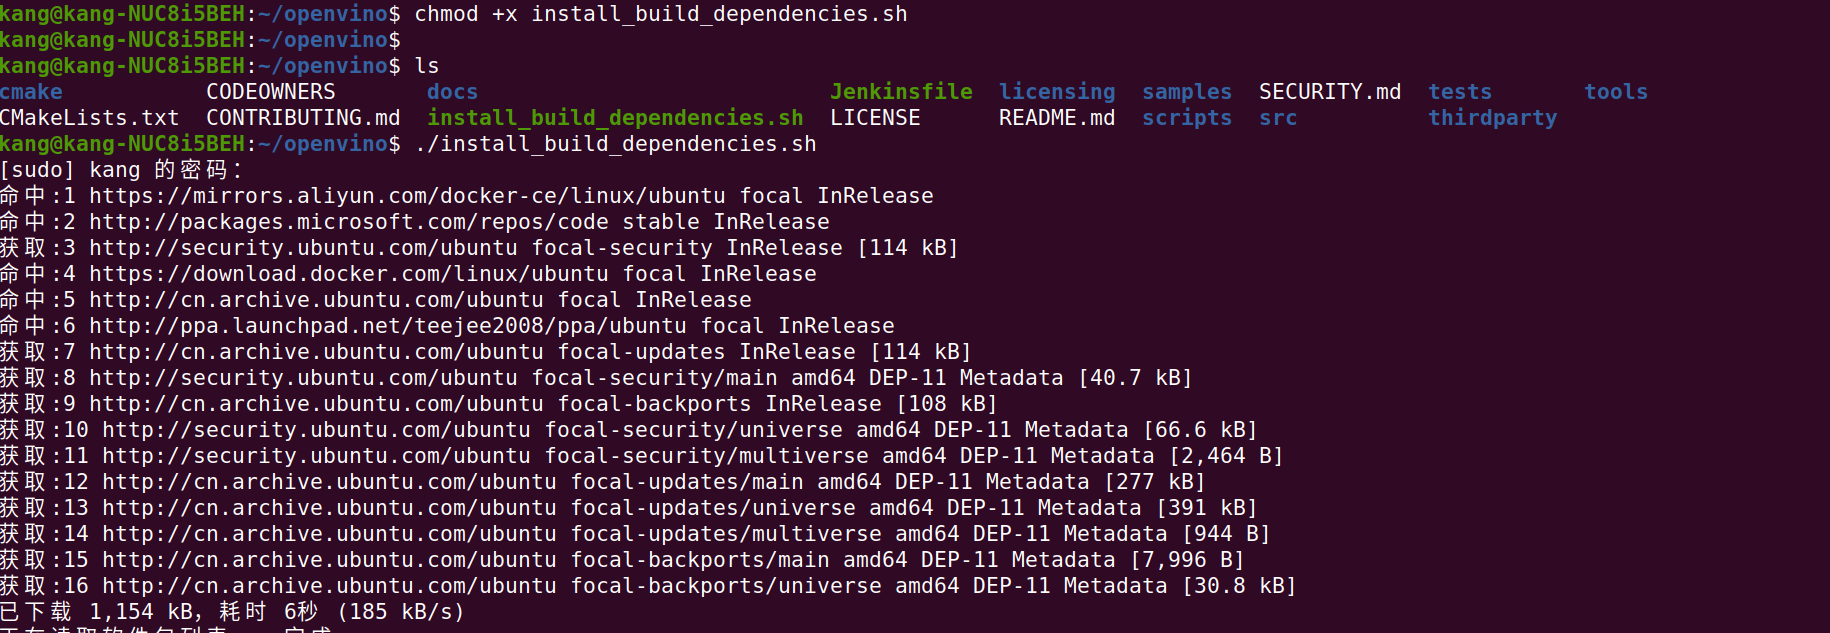 kang@kang-NUC8i5BEH:~/openvino$ chmod +x install_build_dependencies.sh
kang@kang-NUC8i5BEH:~/openvino$
kang@kang-NUC8i5BEH:~/openvino$ ls
cmake CODEOWNERS docs Jenkinsfile licensing samples SECURITY.md tests tools
CMakeLists.txt CONTRIBUTING.md install_build_dependencies.sh LICENSE README.md scripts src thirdparty
kang@kang-NUC8i5BEH:~/openvino$ ./install_build_dependencies.sh
[sudo] kang 的密码：
命中:1 https://mirrors.aliyun.com/docker-ce/linux/ubuntu focal InRelease
命中:2 http://packages.microsoft.com/repos/code stable InRelease
获取:3 http://security.ubuntu.com/ubuntu focal-security InRelease [114 kB]
命中:4 https://download.docker.com/linux/ubuntu focal InRelease
命中:5 http://cn.archive.ubuntu.com/ubuntu focal InRelease
命中:6 http://ppa.launchpad.net/teejee2008/ppa/ubuntu focal InRelease
获取:7 http://cn.archive.ubuntu.com/ubuntu focal-updates InRelease [114 kB]
获取:8 http://security.ubuntu.com/ubuntu focal-security/main amd64 DEP-11 Metadata [40.7 kB]
获取:9 http://cn.archive.ubuntu.com/ubuntu focal-backports InRelease [108 kB]
获取:10 http://security.ubuntu.com/ubuntu focal-security/universe amd64 DEP-11 Metadata [66.6 kB]
获取:11 http://security.ubuntu.com/ubuntu focal-security/multiverse amd64 DEP-11 Metadata [2,464 B]
获取:12 http://cn.archive.ubuntu.com/ubuntu focal-updates/main amd64 DEP-11 Metadata [277 kB]
获取:13 http://cn.archive.ubuntu.com/ubuntu focal-updates/universe amd64 DEP-11 Metadata [391 kB]
获取:14 http://cn.archive.ubuntu.com/ubuntu focal-updates/multiverse amd64 DEP-11 Metadata [944 B]
获取:15 http://cn.archive.ubuntu.com/ubuntu focal-backports/main amd64 DEP-11 Metadata [7,996 B]
获取:16 http://cn.archive.ubuntu.com/ubuntu focal-backports/universe amd64 DEP-11 Metadata [30.8 kB]
已下载 1,154 kB，耗时 6秒 (185 kB/s)